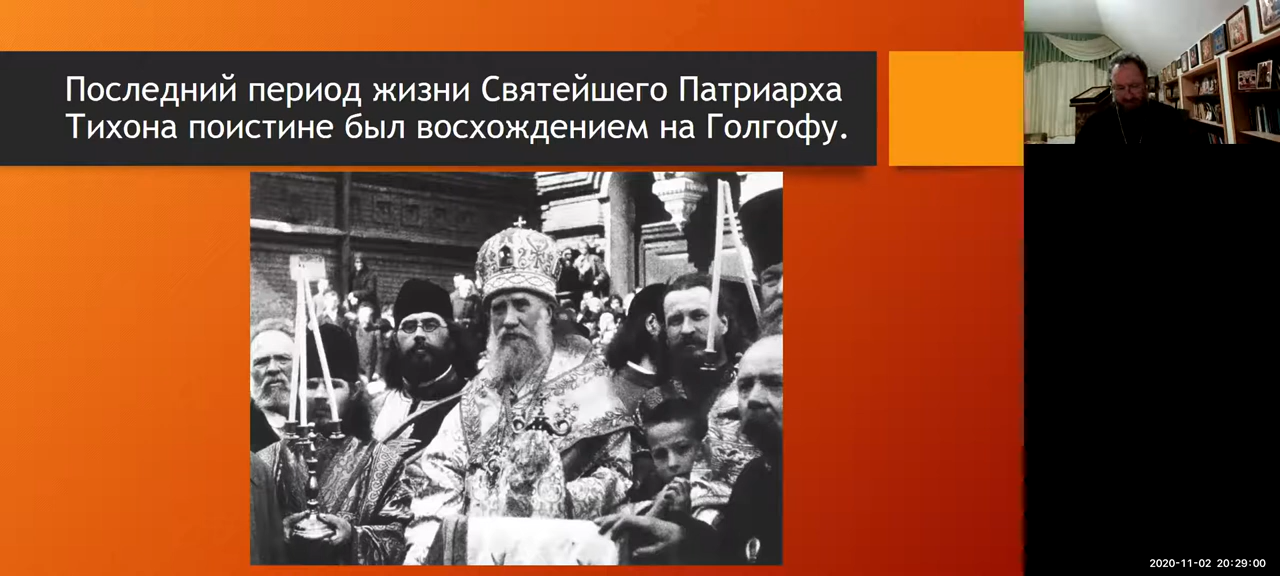 Последний период жизни Святейшего Патриарха
Тихона поистине был восхождением на Голгофу.
2020-11-02 20:29:00